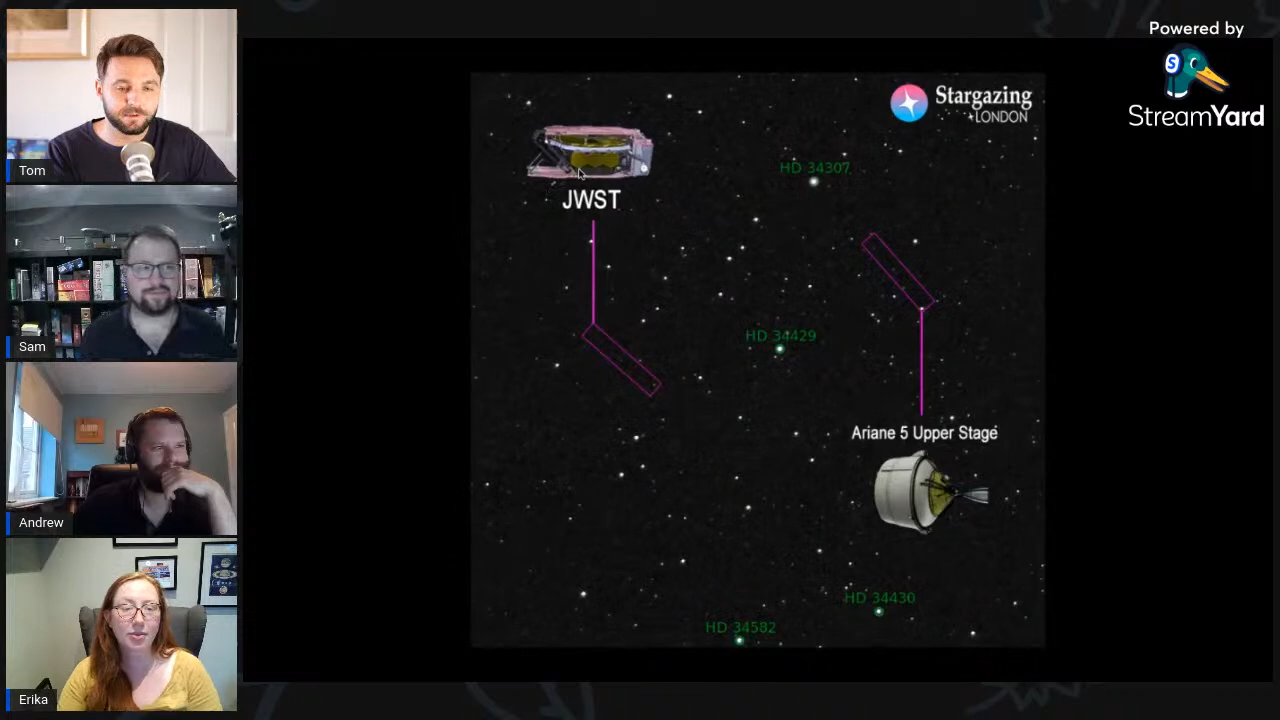 Tom
Sam
Andrew
Erika
Stargazing
LONDON
JWST
HD 34307
HD 34429
Ariane 5 Upper Stage
HD 34430
HD 34582
Powered by
S
StreamYard